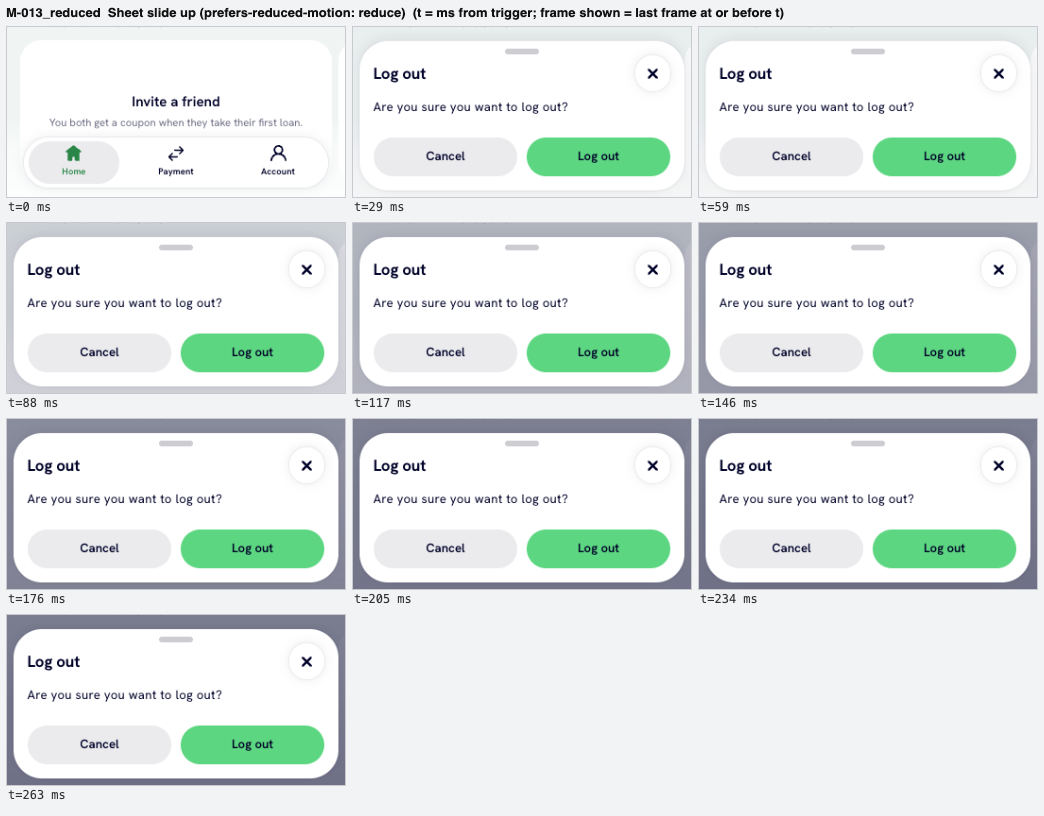 M-013_reduced Sheet slide up (prefers-reduced-motion: reduce) (t = ms from trigger; frame shown = last frame at or before t)
Invite a friend
You both get a coupon when they take their first loan.
Home Payment Account
t=0 ms
Log out
Are you sure you want to log out?
Cancel Log out
t=29 ms
Log out
Are you sure you want to log out?
Cancel Log out
t=59 ms
Log out
Are you sure you want to log out?
Cancel Log out
t=88 ms
Log out
Are you sure you want to log out?
Cancel Log out
t=117 ms
Log out
Are you sure you want to log out?
Cancel Log out
t=146 ms
Log out
Are you sure you want to log out?
Cancel Log out
t=176 ms
Log out
Are you sure you want to log out?
Cancel Log out
t=205 ms
Log out
Are you sure you want to log out?
Cancel Log out
t=234 ms
Log out
Are you sure you want to log out?
Cancel Log out
t=263 ms